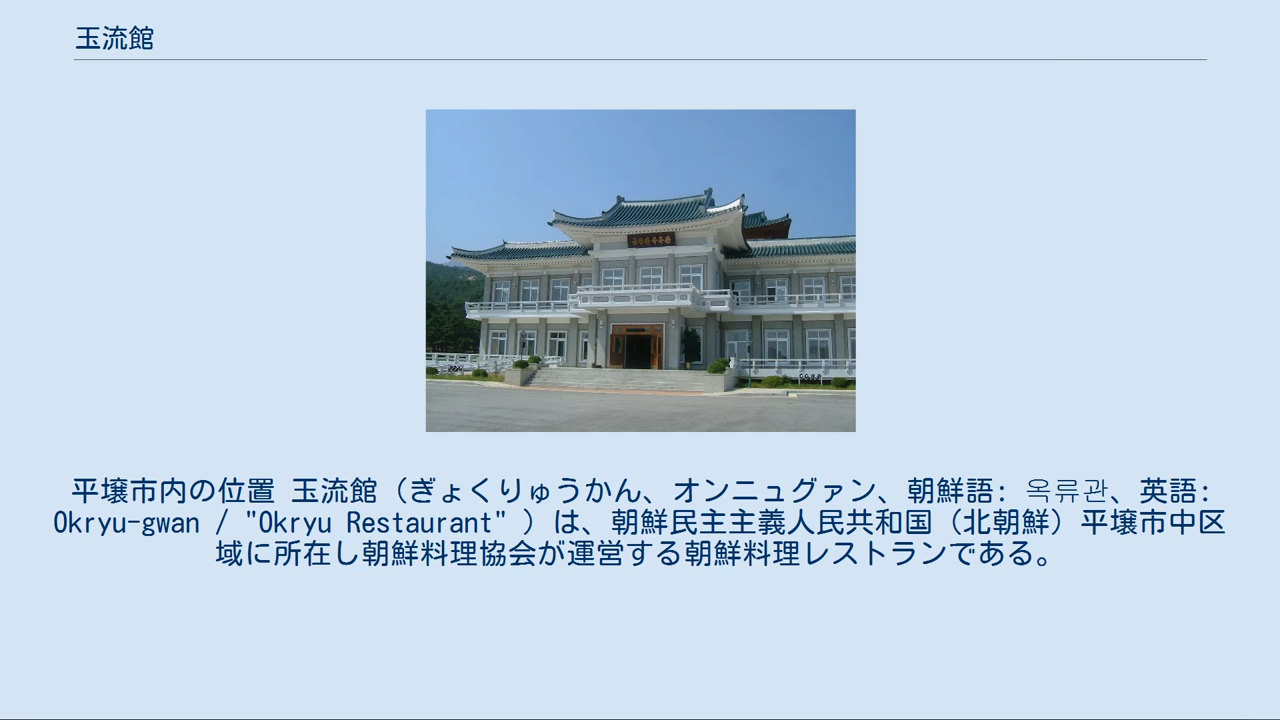 玉流館
平壌市内の位置 玉流館（ぎょくりゅうかん、オンニュグァン、朝鮮語: 옥류관、英語:
Okryu-gwan / "Okryu Restaurant" ）は、朝鮮民主主義人民共和国（北朝鮮）平壌市中区
域に所在し朝鮮料理協会が運営する朝鮮料理レストランである。